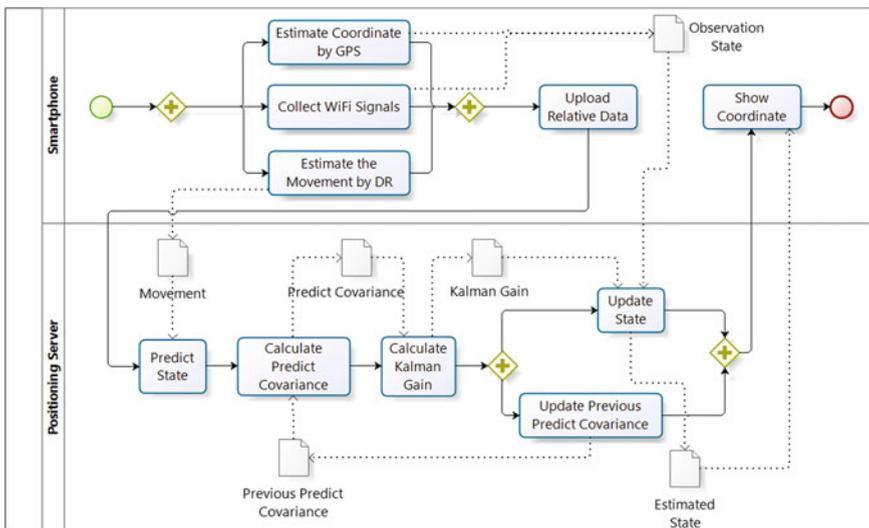 Smartphone
Estimate Coordinate
by GPS
Observation
State
Collect WiFi Signals
Upload
Relative Data
Show
Coordinate
Estimate the
Movement by DR
Positioning Server
Movement
Predict Covariance
Kalman Gain
Update
State
Predict
State
Calculate
Predict
Covariance
Calculate
Kalman
Gain
Update Previous
Predict Covariance
Previous Predict
Covariance
Estimated
State